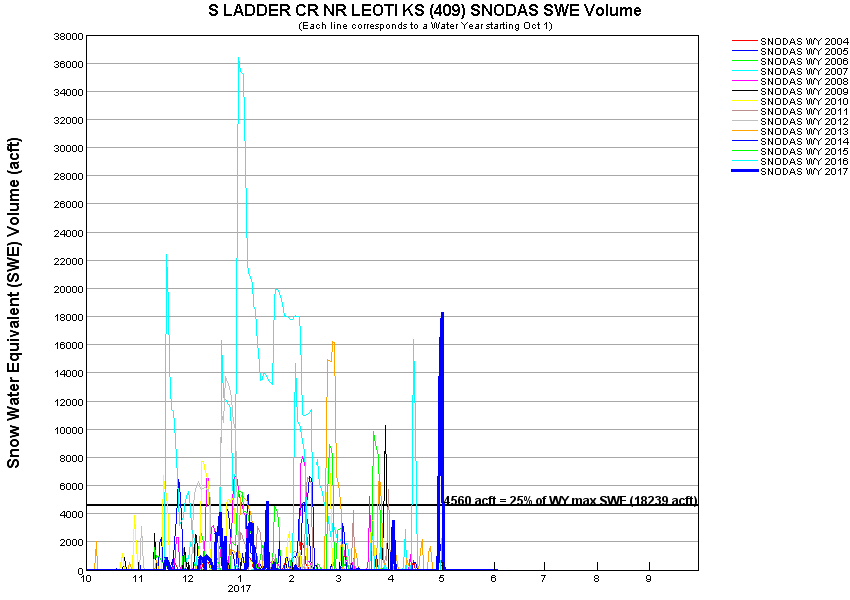 S LADDER CR NR LEOTI KS (409) SNODAS SWE Volume
(Each line corresponds to a Water Year starting Oct 1)
Snow Water Equivalent (SWE) Volume (acft)
38000
36000
34000
32000
30000
28000
26000
24000
22000
20000
18000
16000
14000
12000
10000
8000
6000
4000
2000
0
4560 acft = 25% of WY max SWE (18239 acft)
10 11 12 1 2 3 4 5 6 7 8 9
2017
SNODAS WY 2004
SNODAS WY 2005
SNODAS WY 2006
SNODAS WY 2007
SNODAS WY 2008
SNODAS WY 2009
SNODAS WY 2010
SNODAS WY 2011
SNODAS WY 2012
SNODAS WY 2013
SNODAS WY 2014
SNODAS WY 2015
SNODAS WY 2016
SNODAS WY 2017